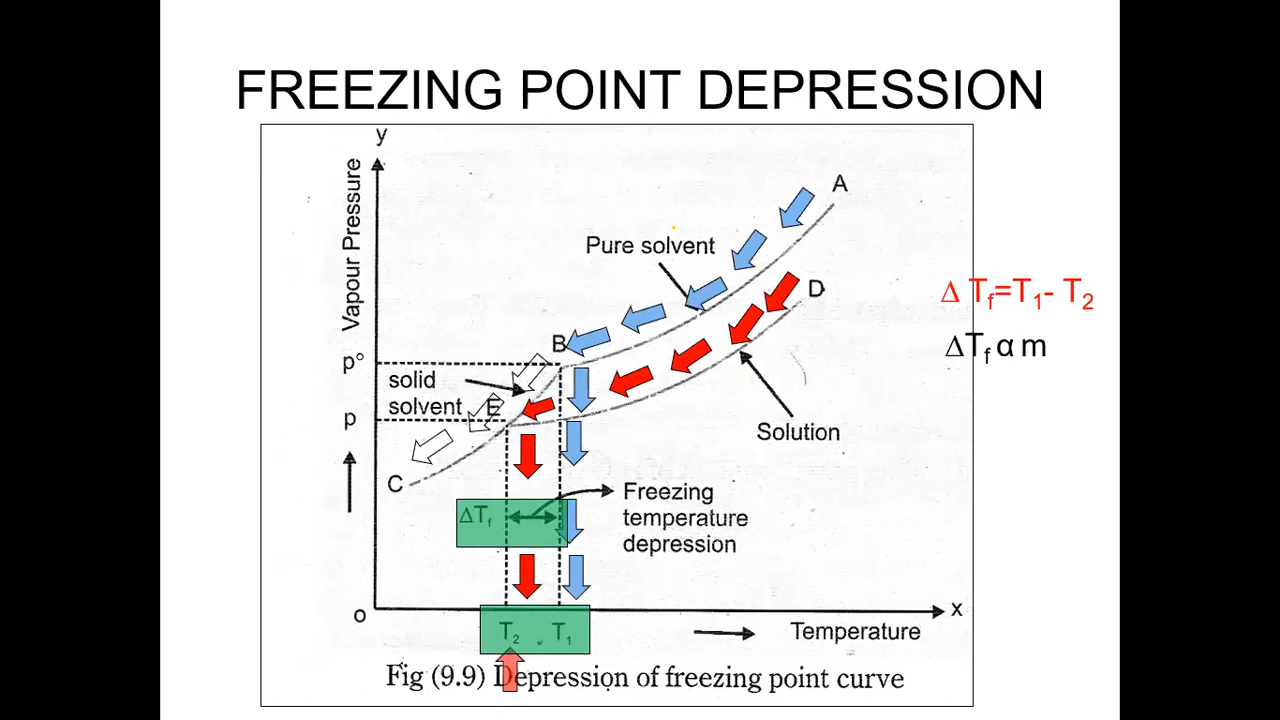 FREEZING POINT DEPRESSION
y
A
Vapour Pressure
Pure solvent
D
Δ Tf=T1- T2
B
ΔTf α m
p°
solid
solvent
E
p
Solution
C
Freezing
temperature
depression
ΔTf
o
x
T2 T1
Temperature
Fig (9.9) Depression of freezing point curve